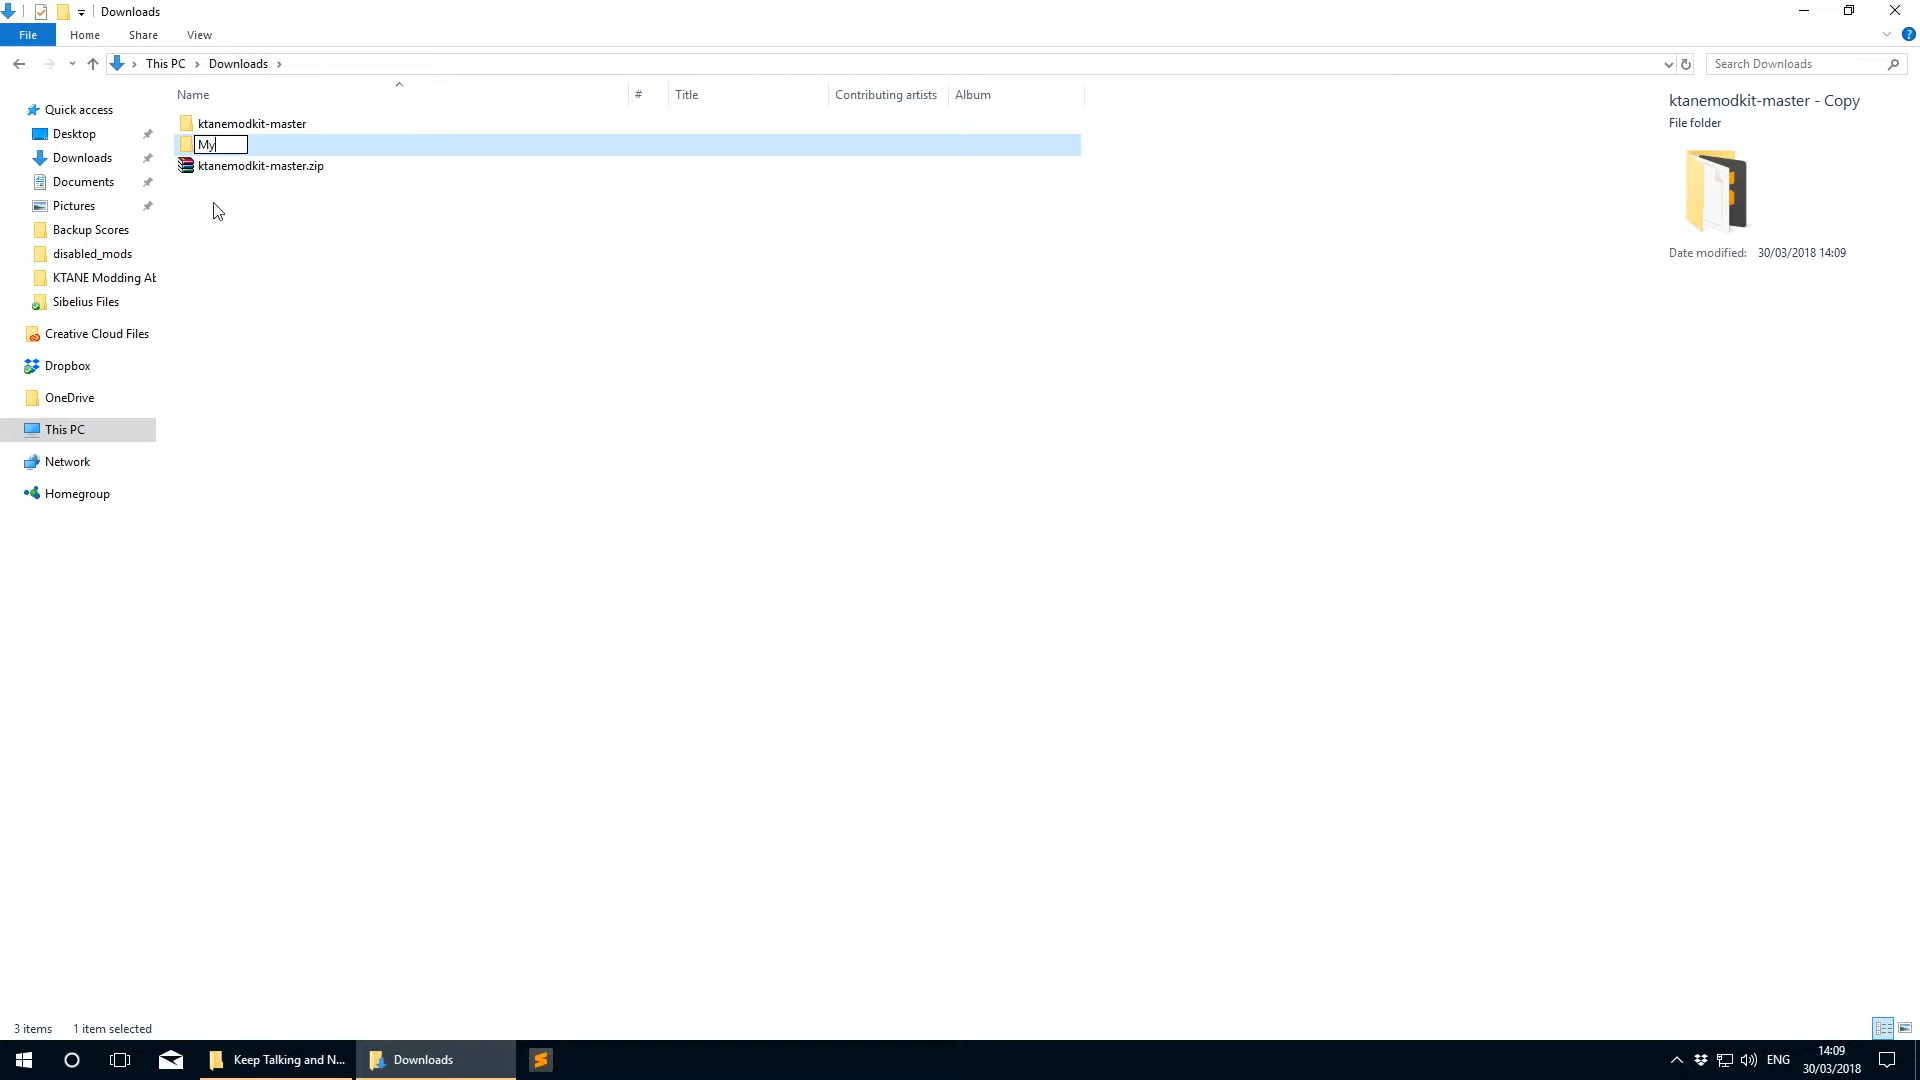 Downloads
File Home Share View
This PC Downloads
Search Downloads
Name # Title Contributing artists Album
ktanemodkit-master
My
ktanemodkit-master.zip
Quick access
Desktop
Downloads
Documents
Pictures
Backup Scores
disabled_mods
KTANE Modding Ab
Sibelius Files
Creative Cloud Files
Dropbox
OneDrive
This PC
Network
Homegroup
ktanemodkit-master - Copy
File folder
Date modified: 30/03/2018 14:09
3 items 1 item selected
Keep Talking and N... Downloads
ENG
14:09
30/03/2018